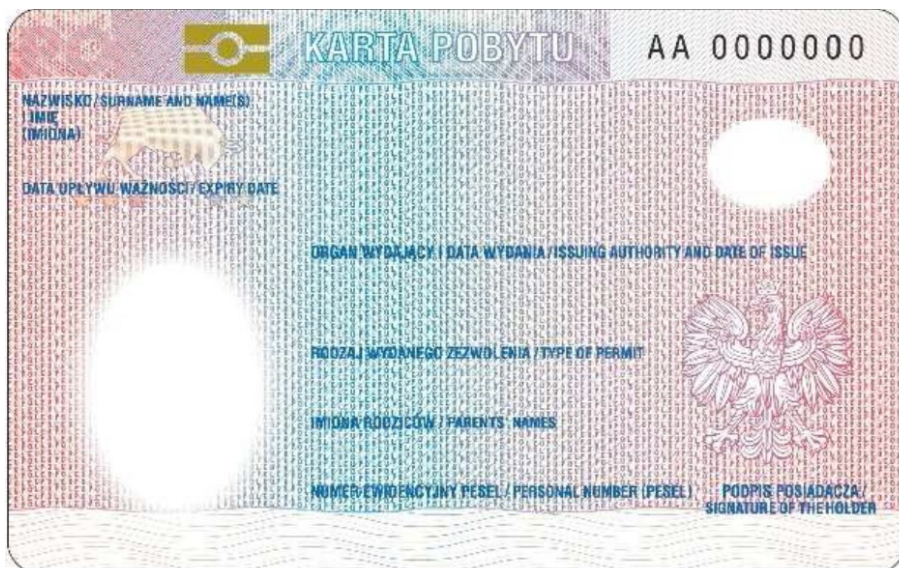 KARTA POBYTU
AA 0000000
NAZWISKO / SURNAME AND NAME(S)
I IMIĘ
(IMIONA)
DATA UPŁYWU WAŻNOŚCI / EXPIRY DATE
ORGAN WYDAJĄCY I DATA WYDANIA / ISSUING AUTHORITY AND DATE OF ISSUE
RODZAJ WYDANEGO ZEZWOLENIA / TYPE OF PERMIT
IMIONA RODZICÓW / PARENTS' NAMES
NUMER EWIDENCYJNY PESEL / PERSONAL NUMBER (PESEL)
PODPIS POSIADACZA /
SIGNATURE OF THE HOLDER